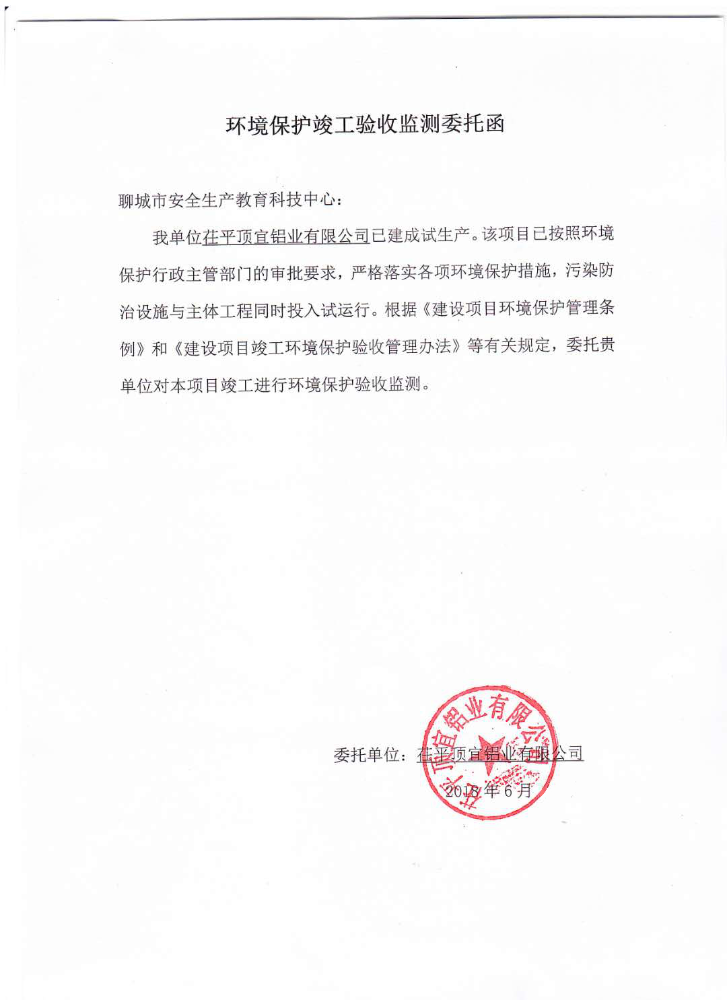 环境保护竣工验收监测委托函
聊城市安全生产教育科技中心：
我单位茌平顶宜铝业有限公司已建成试生产。该项目已按照环境
保护行政主管部门的审批要求，严格落实各项环境保护措施，污染防
治设施与主体工程同时投入试运行。根据《建设项目环境保护管理条
例》和《建设项目竣工环境保护验收管理办法》等有关规定，委托贵
单位对本项目竣工进行环境保护验收监测。
茌平顶宜铝业有限公司
委托单位：茌平顶宜铝业有限公司
2018年6月